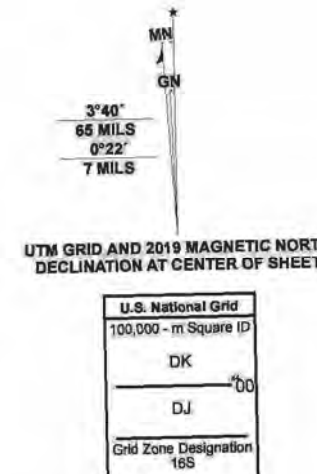 MN
GN
3°40'
65 MILS
0°22'
7 MILS
UTM GRID AND 2019 MAGNETIC NORT
DECLINATION AT CENTER OF SHEET
U.S. National Grid
100,000 - m Square ID
DK
00
DJ
Grid Zone Designation
16S